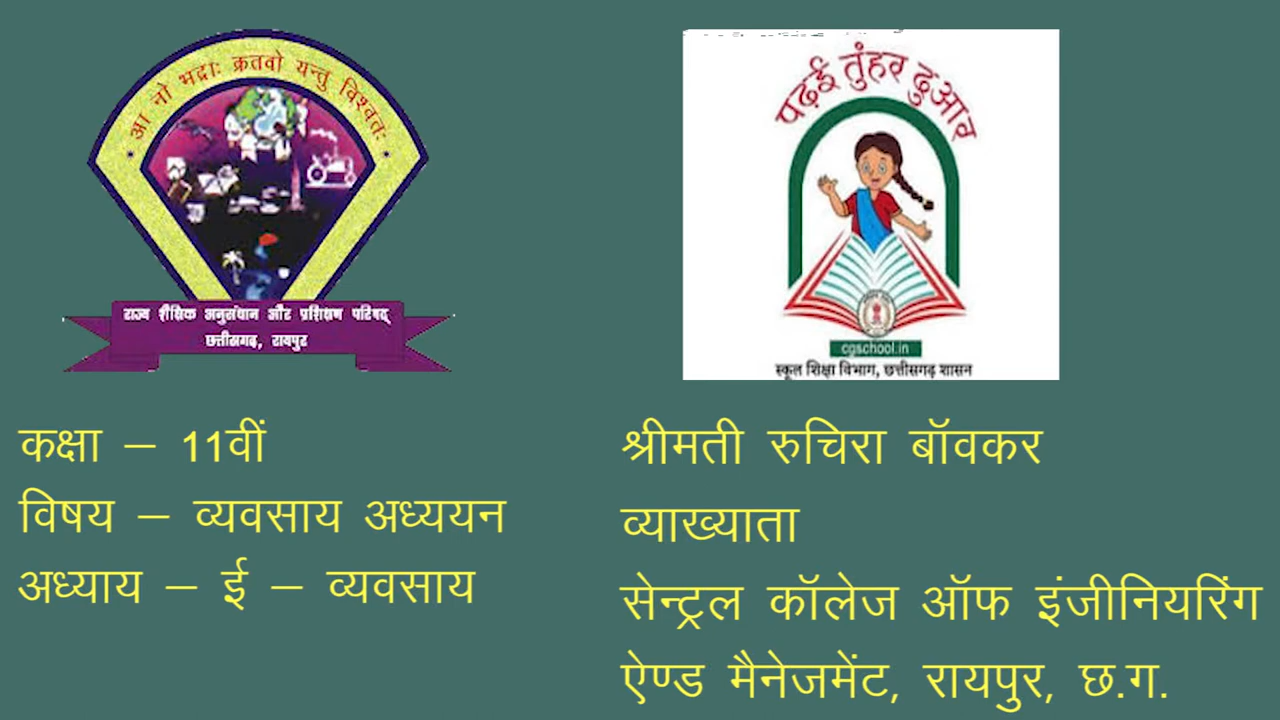 आ नो भद्राः क्रतवो यन्तु विश्वतः
राज्य शैक्षिक अनुसंधान और प्रशिक्षण परिषद्
छत्तीसगढ़, रायपुर
पढ़ई तुंहर दुआर
cgschool.in
स्कूल शिक्षा विभाग, छत्तीसगढ़ शासन
कक्षा – 11वीं
विषय – व्यवसाय अध्ययन
अध्याय – ई – व्यवसाय
श्रीमती रुचिरा बॉवकर
व्याख्याता
सेन्ट्रल कॉलेज ऑफ इंजीनियरिंग
ऐण्ड मैनेजमेंट, रायपुर, छ.ग.